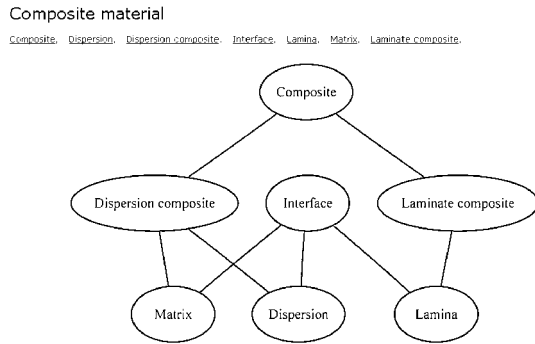 Composite material
Composite, Dispersion, Dispersion composite, Interface, Lamina, Matrix, Laminate composite,
Composite
Dispersion composite
Interface
Laminate composite
Matrix
Dispersion
Lamina